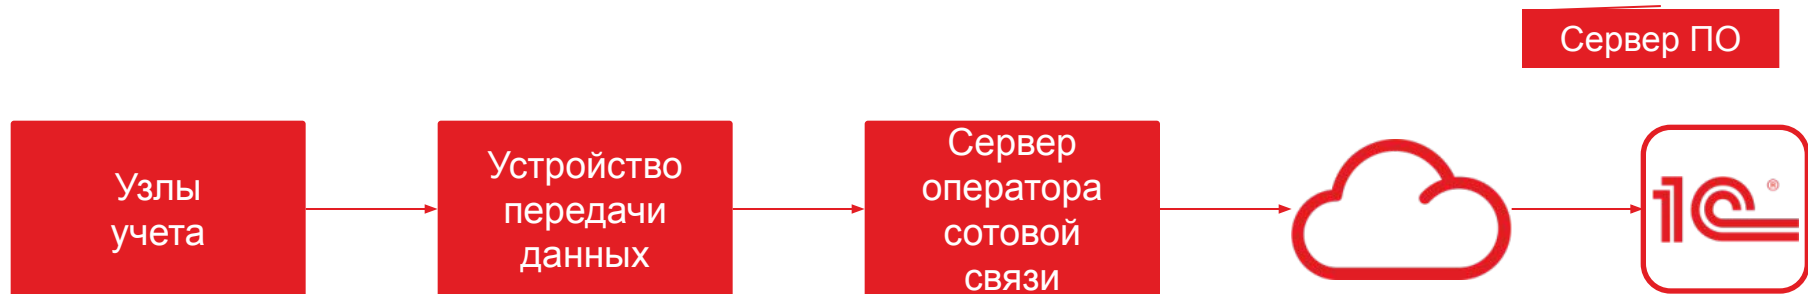 Сервер ПО
Узлы
учета
Устройство
передачи
данных
Сервер
оператора
сотовой
связи
1С®